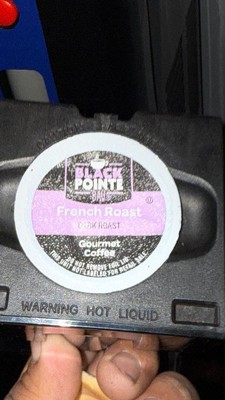 BLACK
POINTE
French Roast
DARK ROAST
Gourmet
Coffee
WARNING HOT LIQUID